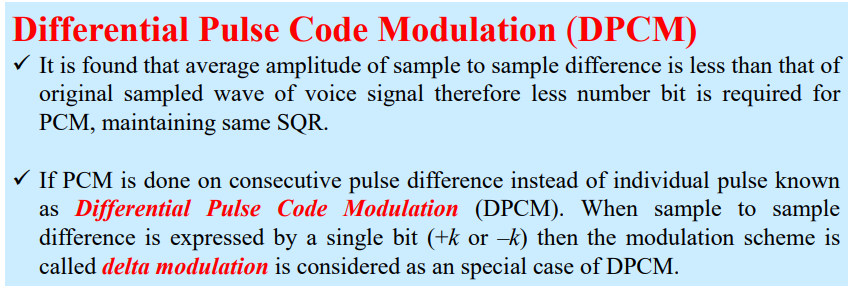 Differential Pulse Code Modulation (DPCM)
✓ It is found that average amplitude of sample to sample difference is less than that of
original sampled wave of voice signal therefore less number bit is required for
PCM, maintaining same SQR.
✓ If PCM is done on consecutive pulse difference instead of individual pulse known
as Differential Pulse Code Modulation (DPCM). When sample to sample
difference is expressed by a single bit (+k or –k) then the modulation scheme is
called delta modulation is considered as an special case of DPCM.